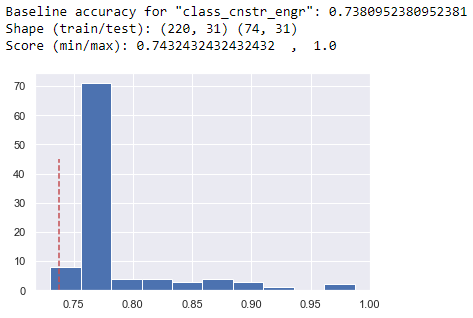 Baseline accuracy for "class_cnstr_engr": 0.7380952380952381
Shape (train/test): (220, 31) (74, 31)
Score (min/max): 0.7432432432432432  ,  1.0
70
60
50
40
30
20
10
0
0.75 0.80 0.85 0.90 0.95 1.00